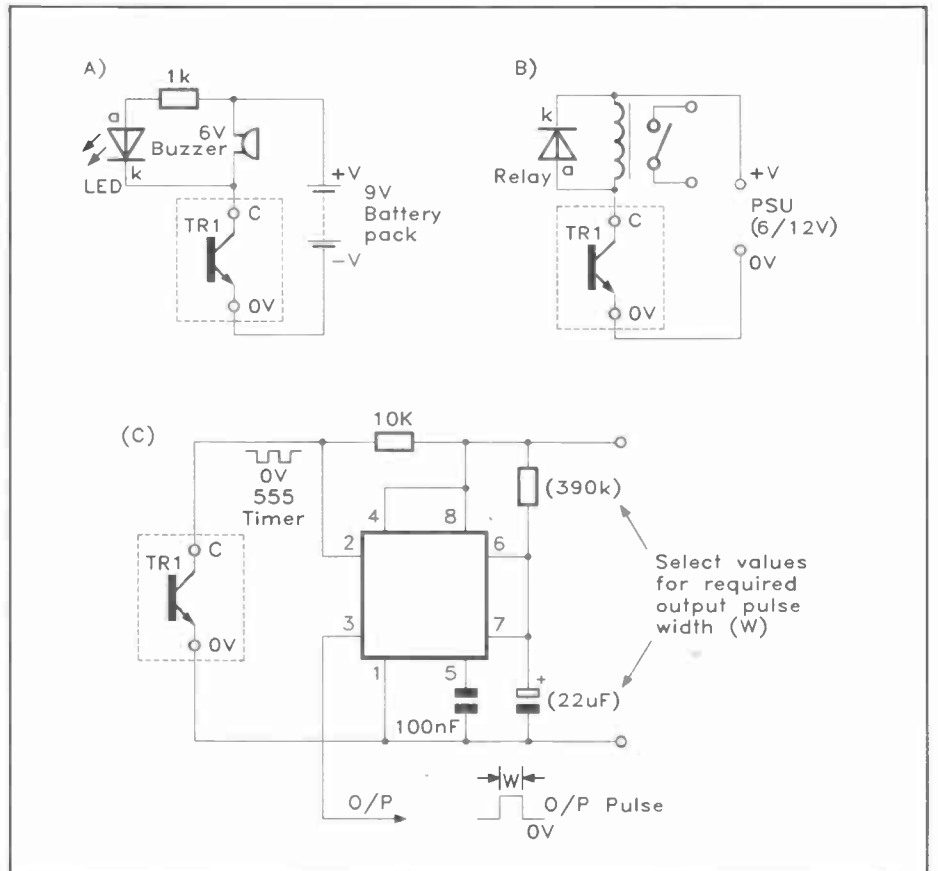 A)
1k
a
6V
Buzzer
k
LED
+V
9V
Battery
pack
-V
TR1
C
0V
B)
k
a
Relay
+V
PSU
(6/12V)
0V
TR1
C
0V
(C)
10K
0V
555
Timer
(390k)
4
8
2
6
3
7
1
5
TR1
C
0V
Select values
for required
output pulse
width (W)
+
(22uF)
100nF
W
O/P
O/P Pulse
0V